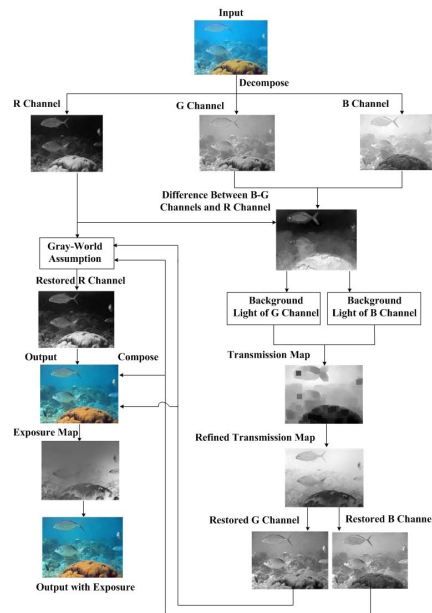 Input
Decompose
R Channel
G Channel
B Channel
Difference Between B-G
Channels and R Channel
Gray-World
Assumption
Restored R Channel
Background
Light of G Channel
Background
Light of B Channel
Output
Compose
Transmission Map
Exposure Map
Refined Transmission Map
Restored G Channel
Restored B Channel
Output with Exposure